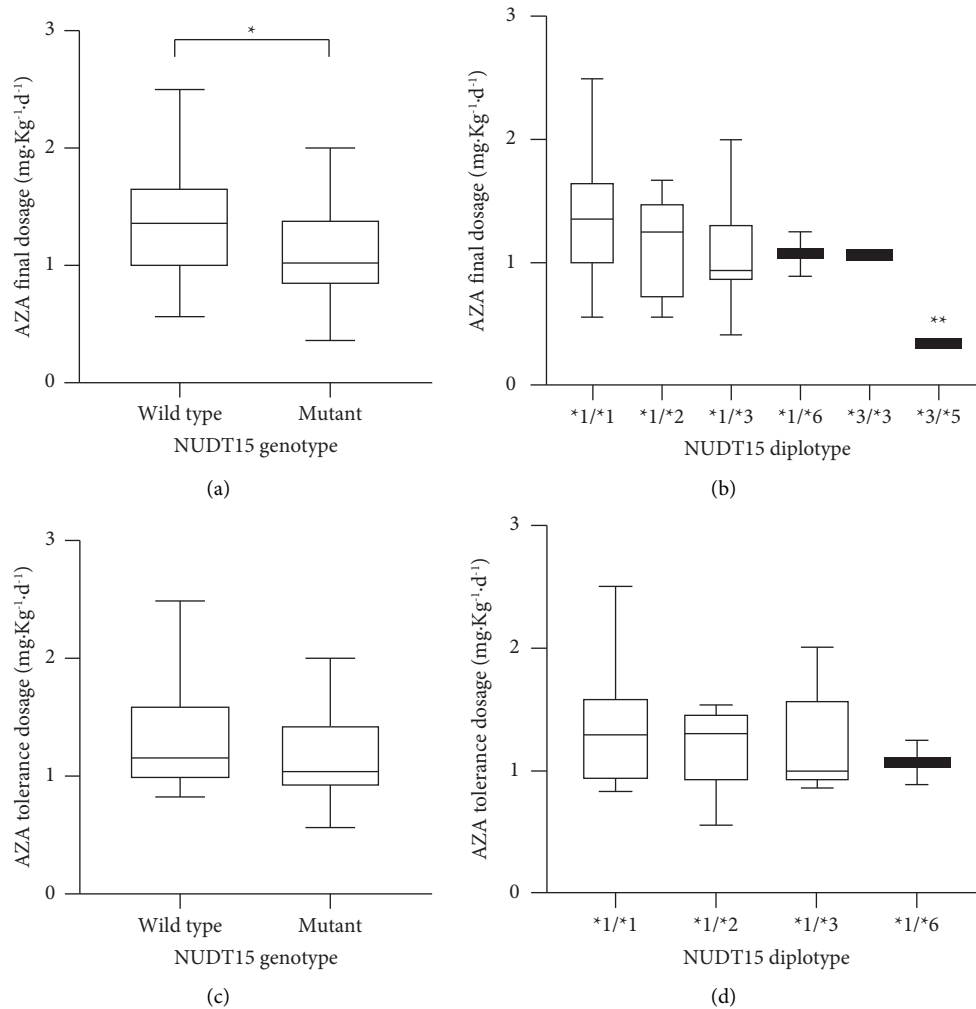 AZA final dosage (mg·Kg-1·d-1)
3
2
1
0
*
Wild type
Mutant
NUDT15 genotype
(a)
AZA final dosage (mg·Kg-1·d-1)
3
2
1
0
**
*1/*1
*1/*2
*1/*3
*1/*6
*3/*3
*3/*5
NUDT15 diplotype
(b)
AZA tolerance dosage (mg·Kg-1·d-1)
3
2
1
0
Wild type
Mutant
NUDT15 genotype
(c)
AZA tolerance dosage (mg·Kg-1·d-1)
3
2
1
0
*1/*1
*1/*2
*1/*3
*1/*6
NUDT15 diplotype
(d)